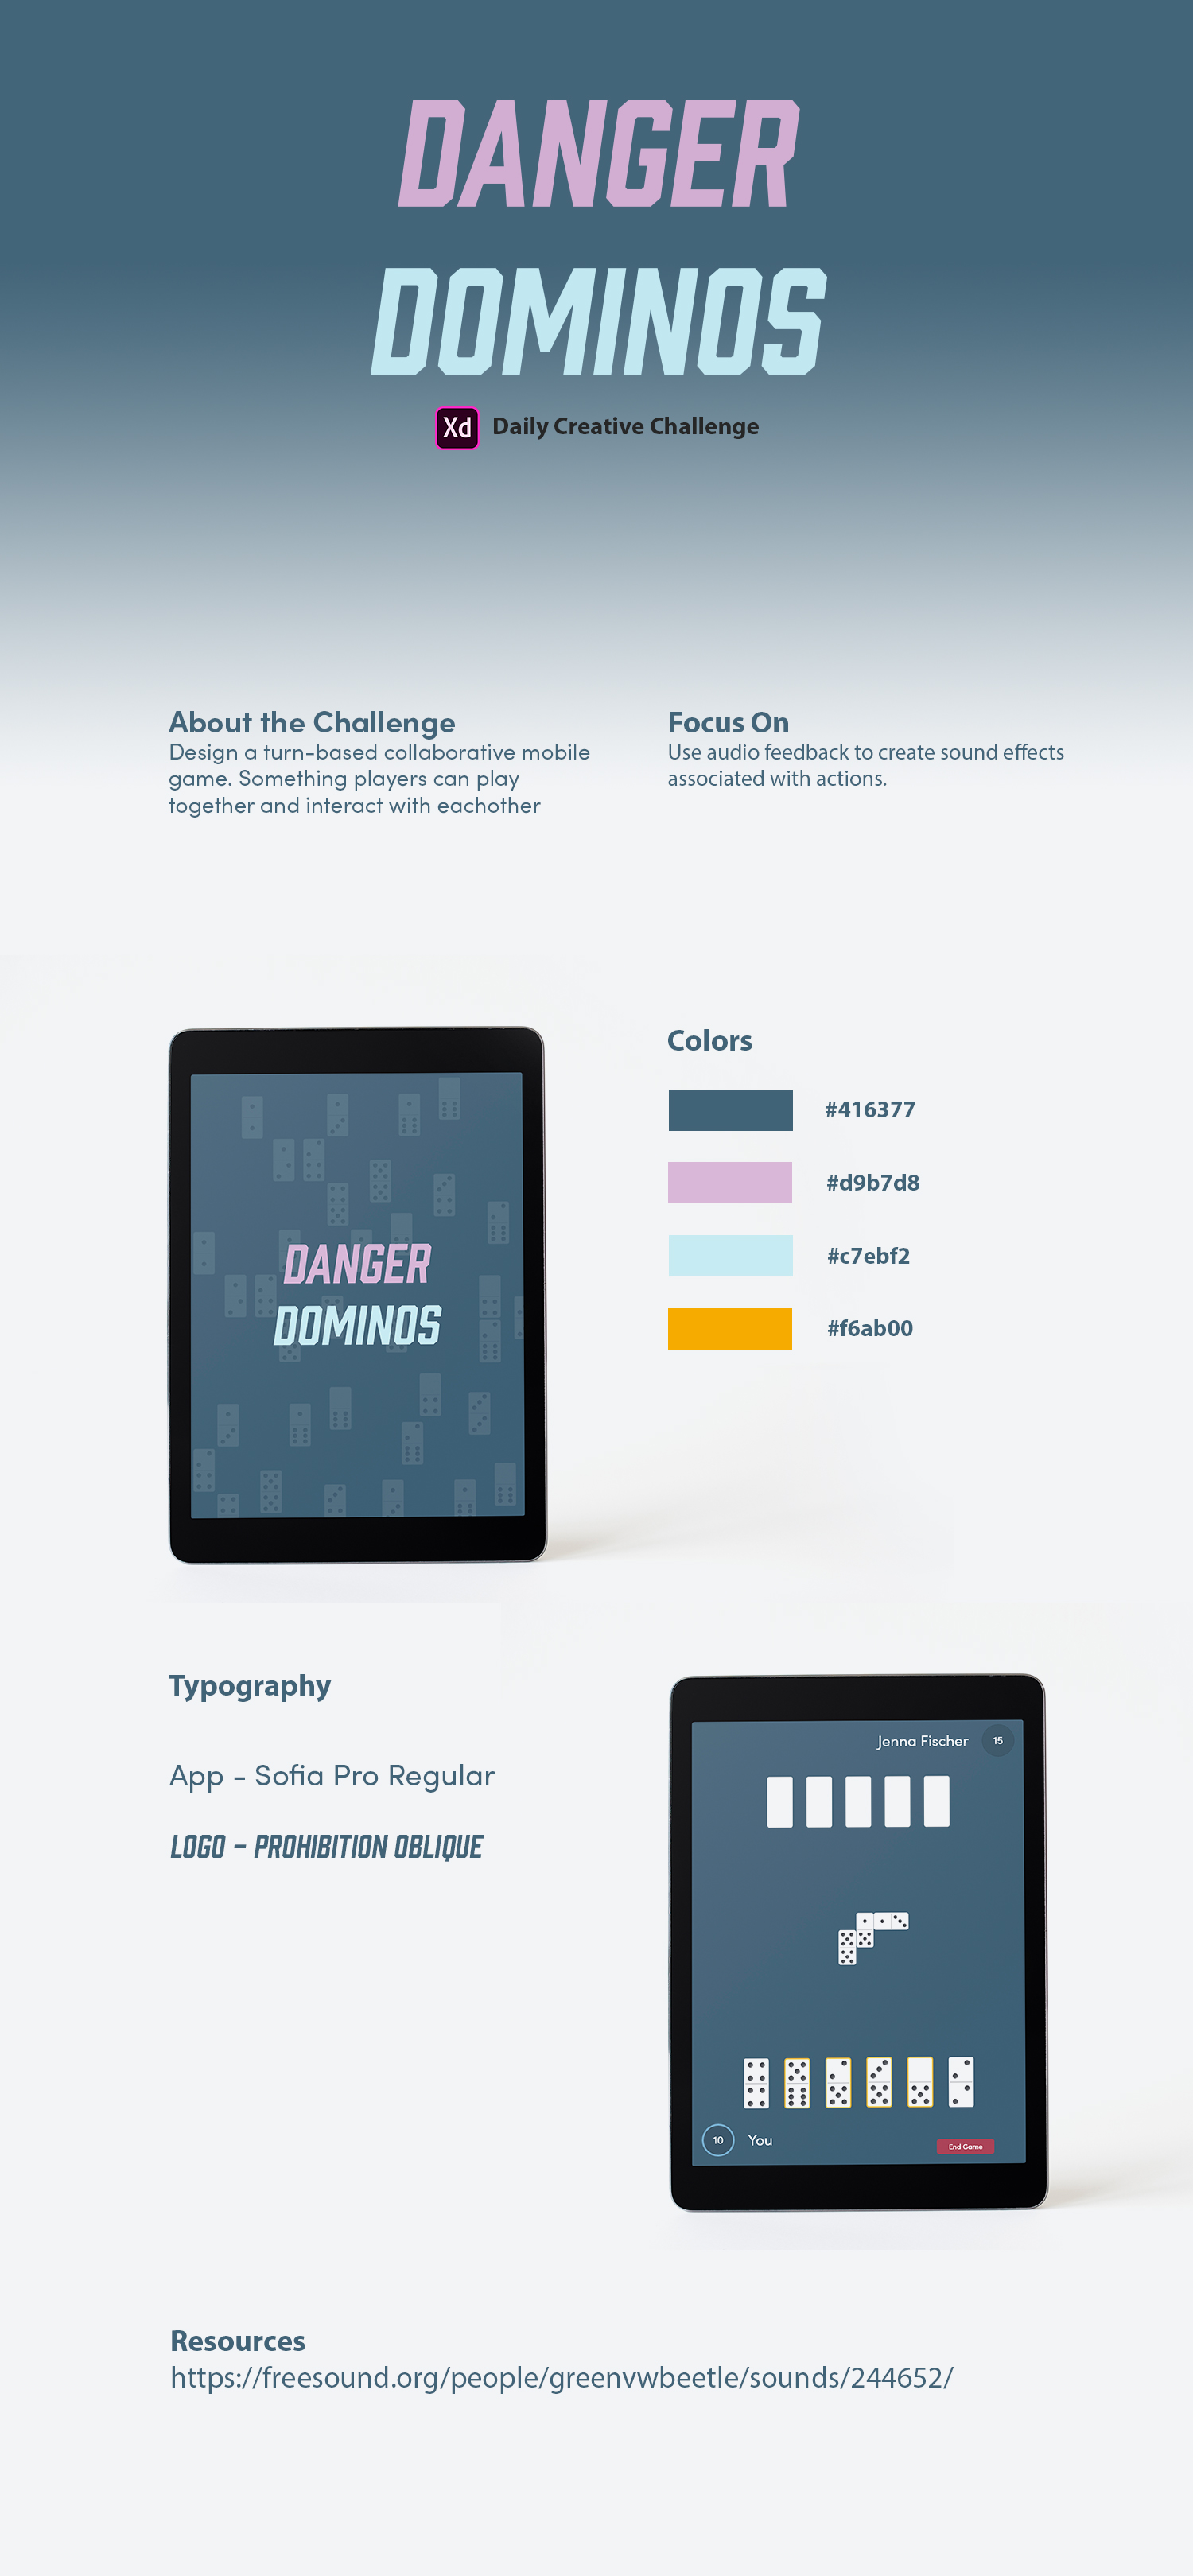 DANGER
DOMINOS
Xd Daily Creative Challenge
About the Challenge
Design a turn-based collaborative mobile
game. Something players can play
together and interact with eachother
Focus On
Use audio feedback to create sound effects
associated with actions.
DANGER
DOMINOS
Colors
#416377
#d9b7d8
#c7ebf2
#f6ab00
Typography
App - Sofia Pro Regular
LOGO - PROHIBITION OBLIQUE
Jenna Fischer 15
10 You
End Game
Resources
https://freesound.org/people/greenvwbeetle/sounds/244652/